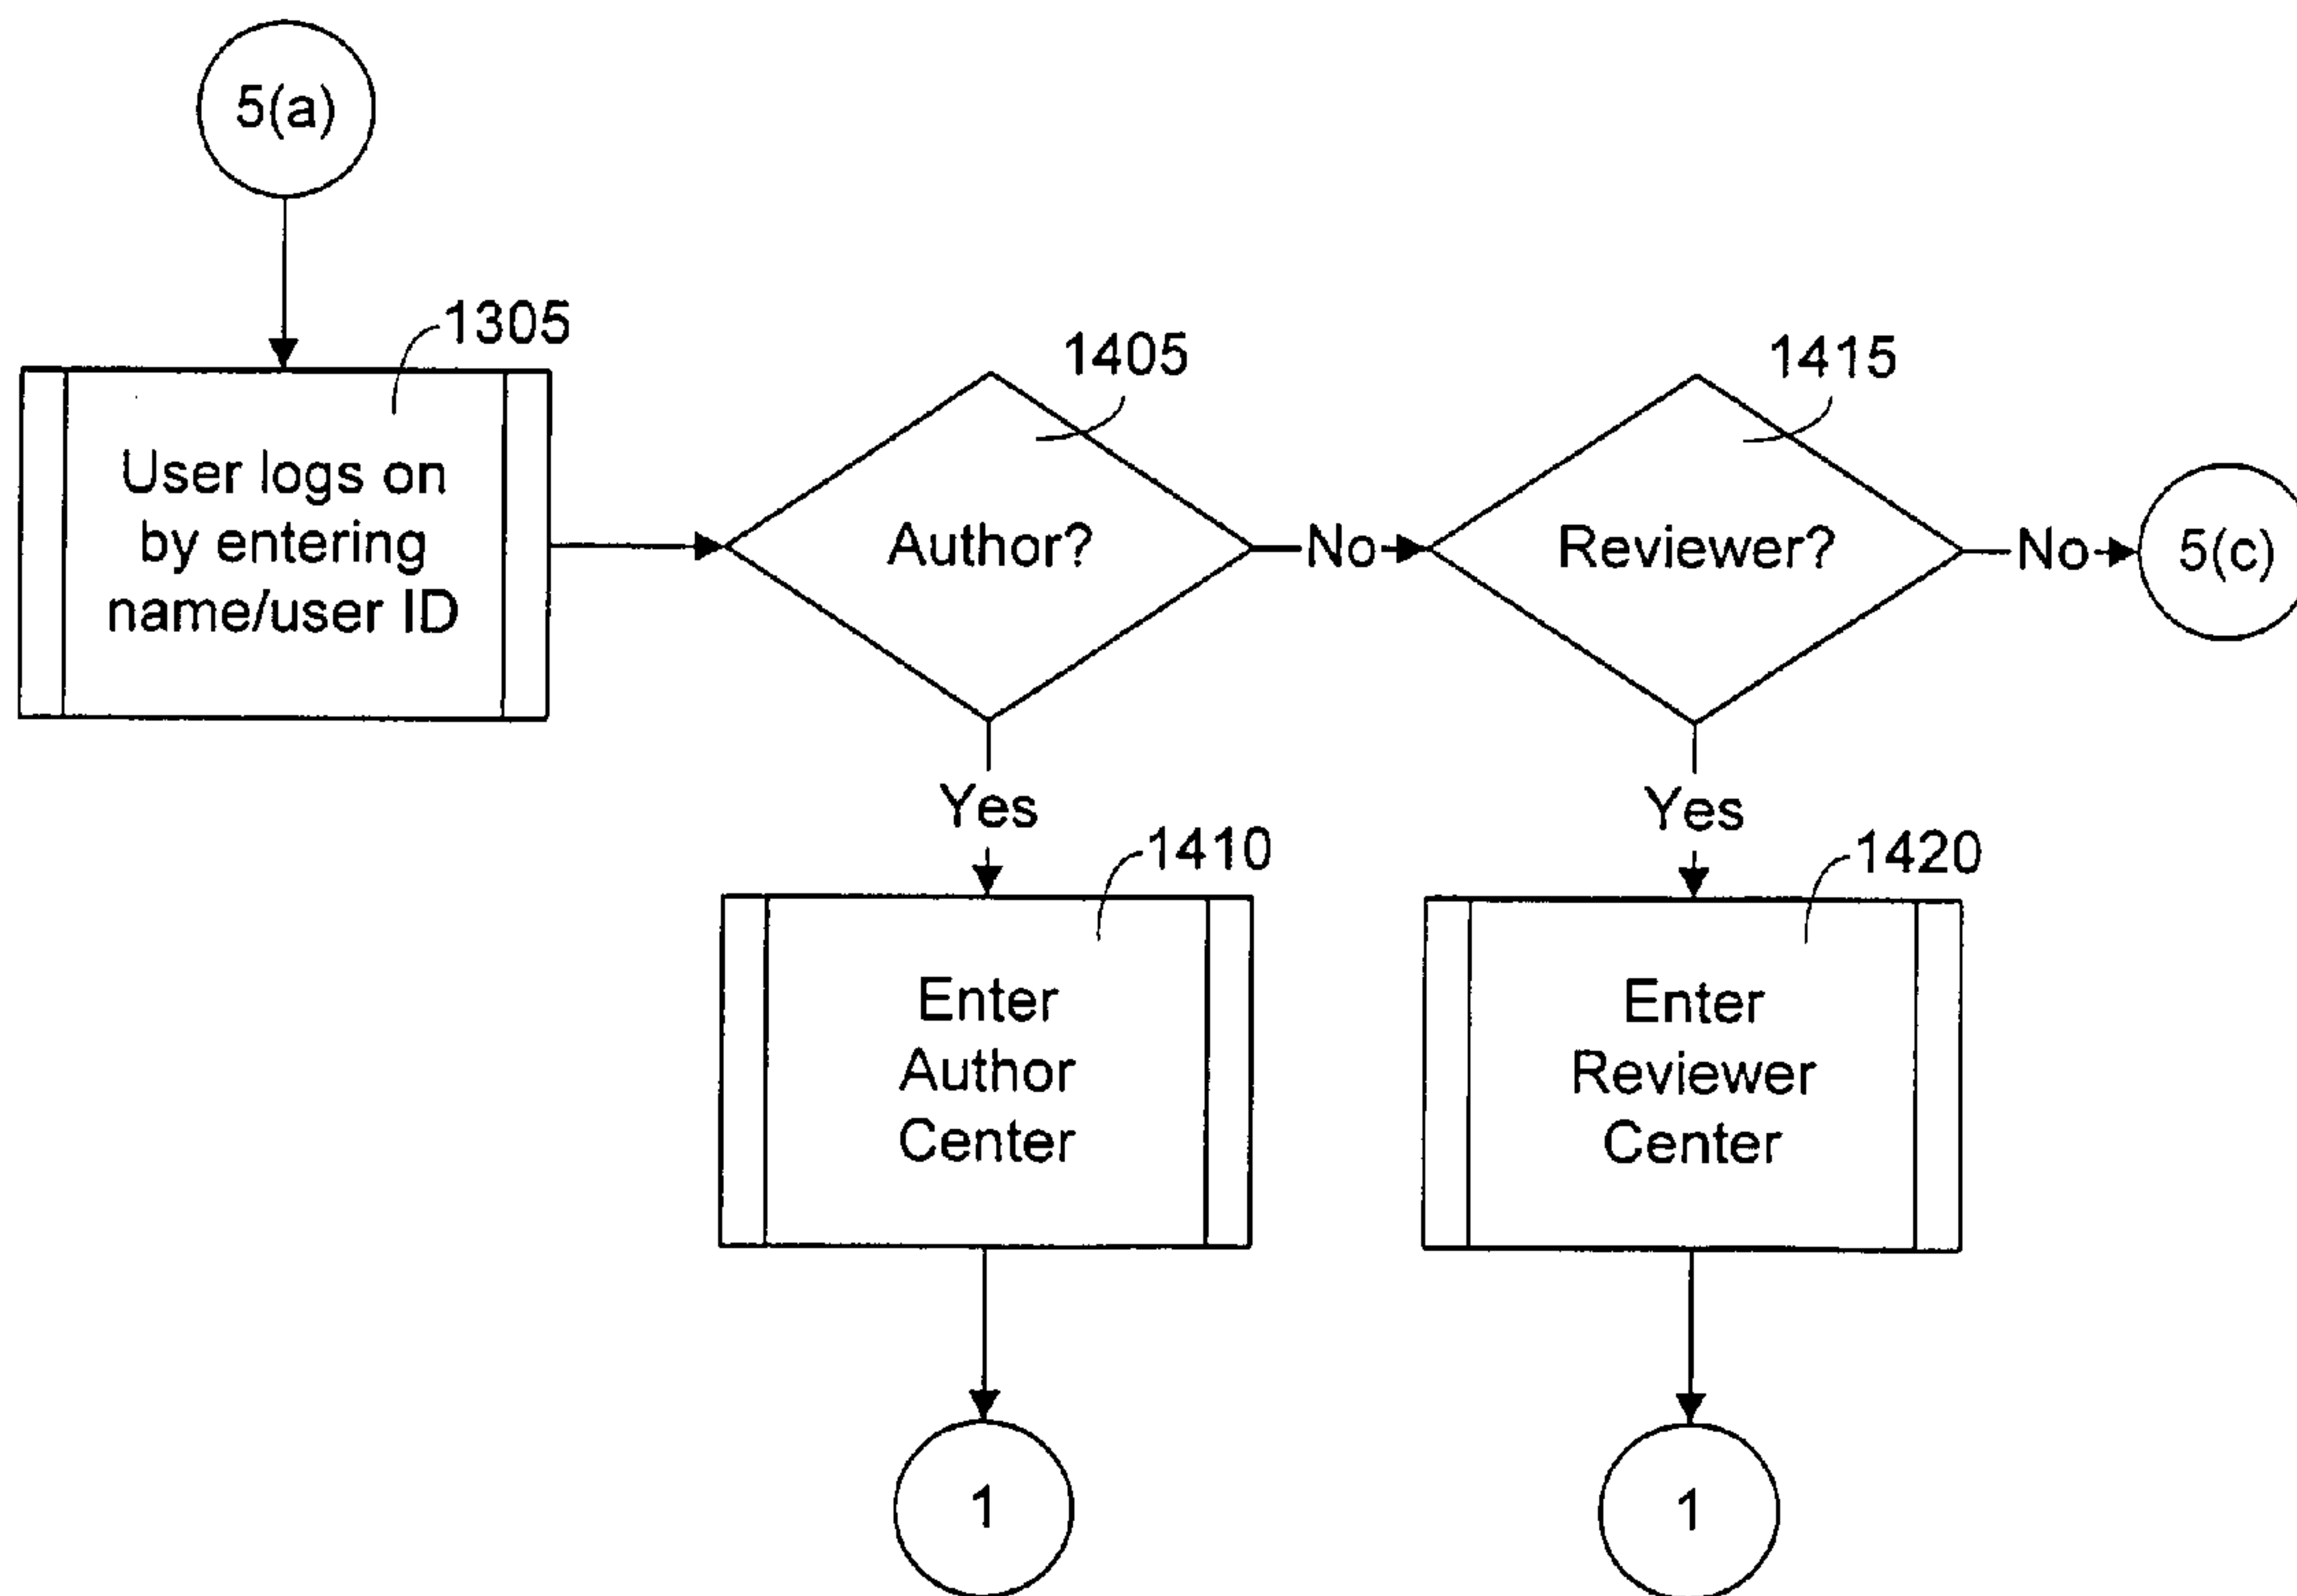 5(a)
1305
User logs on
by entering
name/user ID
1405
Author?
No
1415
Reviewer?
No
5(c)
Yes
1410
Enter
Author
Center
1
Yes
1420
Enter
Reviewer
Center
1